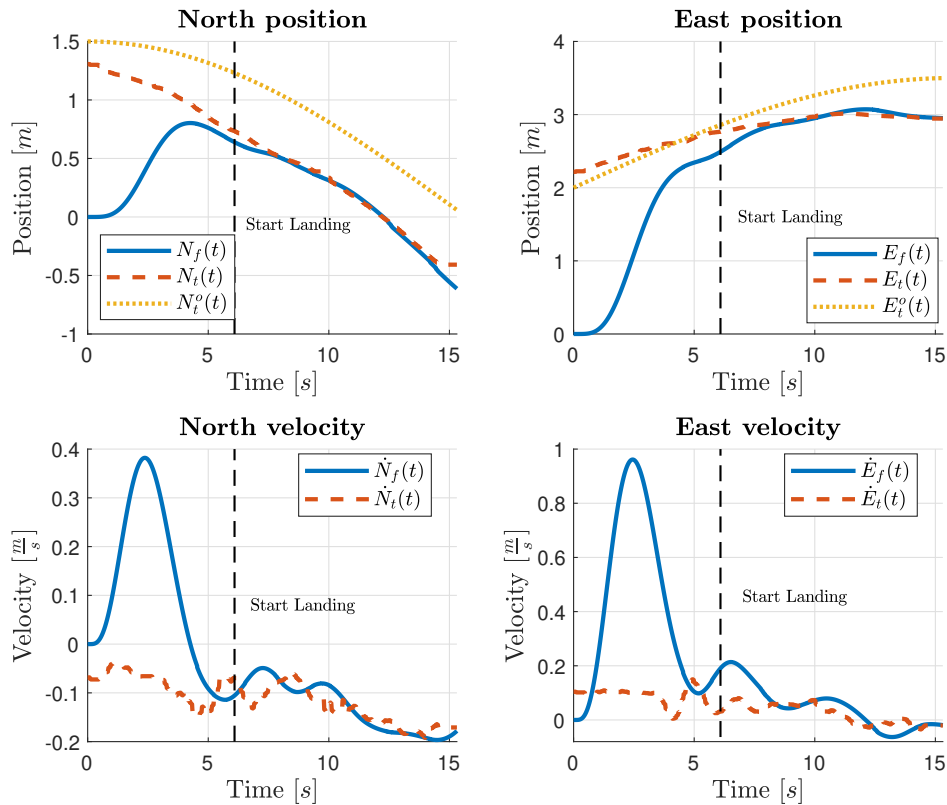 North position
Position [m]
1.5
1
0.5
0
-0.5
-1
Start Landing
N_f(t)
N_t(t)
N_t^o(t)
0 5 10 15
Time [s]
East position
Position [m]
4
3
2
1
0
Start Landing
E_f(t)
E_t(t)
E_t^o(t)
0 5 10 15
Time [s]
North velocity
Velocity [m/s]
0.4
0.3
0.2
0.1
0
-0.1
-0.2
Ṅ_f(t)
Ṅ_t(t)
Start Landing
0 5 10 15
Time [s]
East velocity
Velocity [m/s]
1
0.8
0.6
0.4
0.2
0
Ė_f(t)
Ė_t(t)
Start Landing
0 5 10 15
Time [s]